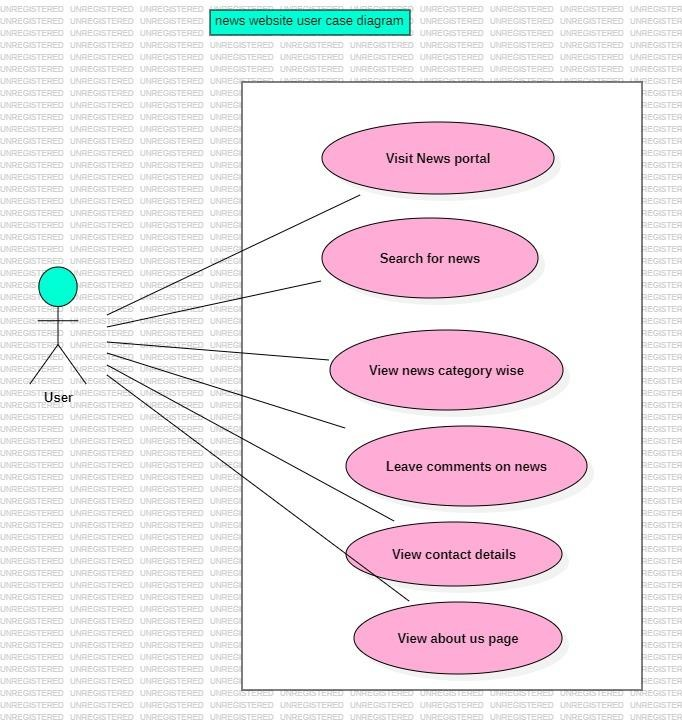 news website user case diagram
Visit News portal
Search for news
View news category wise
Leave comments on news
View contact details
View about us page
User
UNREGISTERED